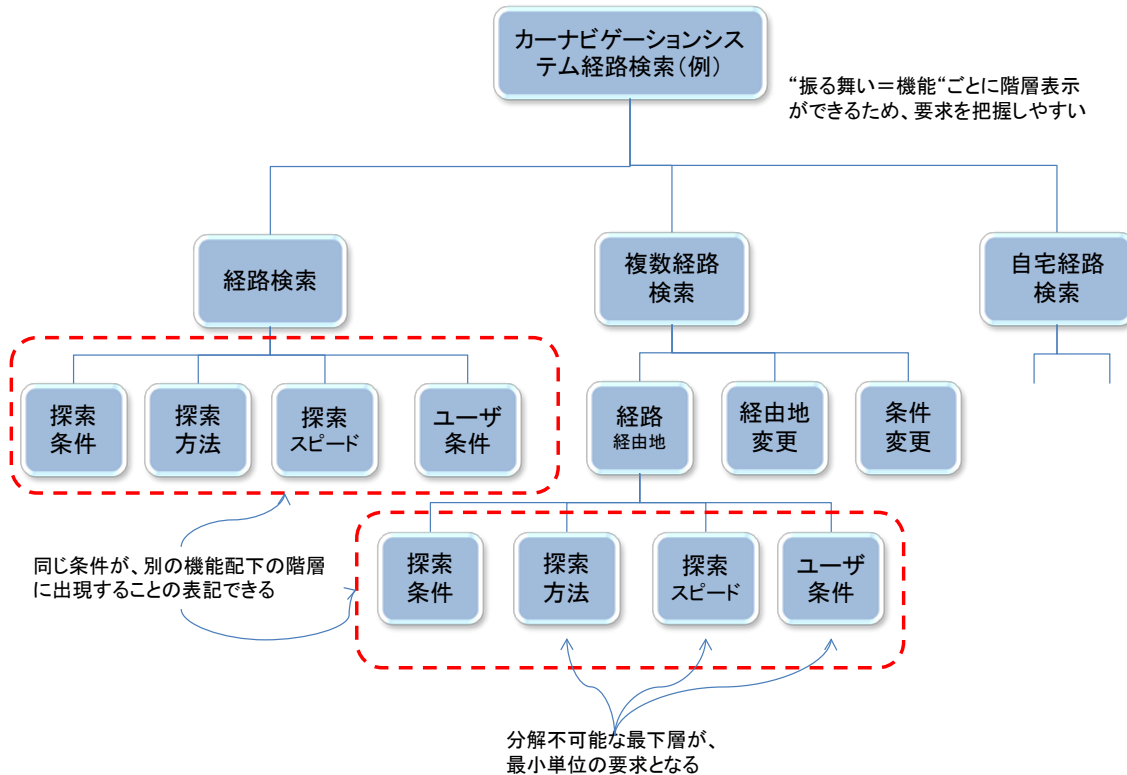 カーナビゲーションシス
テム経路検索(例)
“振る舞い=機能“ごとに階層表示
ができるため、要求を把握しやすい
経路検索
複数経路
検索
自宅経路
検索
探索
条件
探索
方法
探索
スピード
ユーザ
条件
経路
経由地
経由地
変更
条件
変更
同じ条件が、別の機能配下の階層
に出現することの表記できる
探索
条件
探索
方法
探索
スピード
ユーザ
条件
分解不可能な最下層が、
最小単位の要求となる